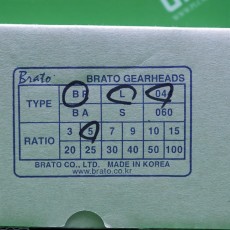 Brato BRATO GEARHEADS
TYPE BR L 04
BA S 060
RATIO 3 5 7 9 10 15
20 25 30 40 50 100
BRATO CO., LTD. MADE IN KOREA
www.brato.co.kr